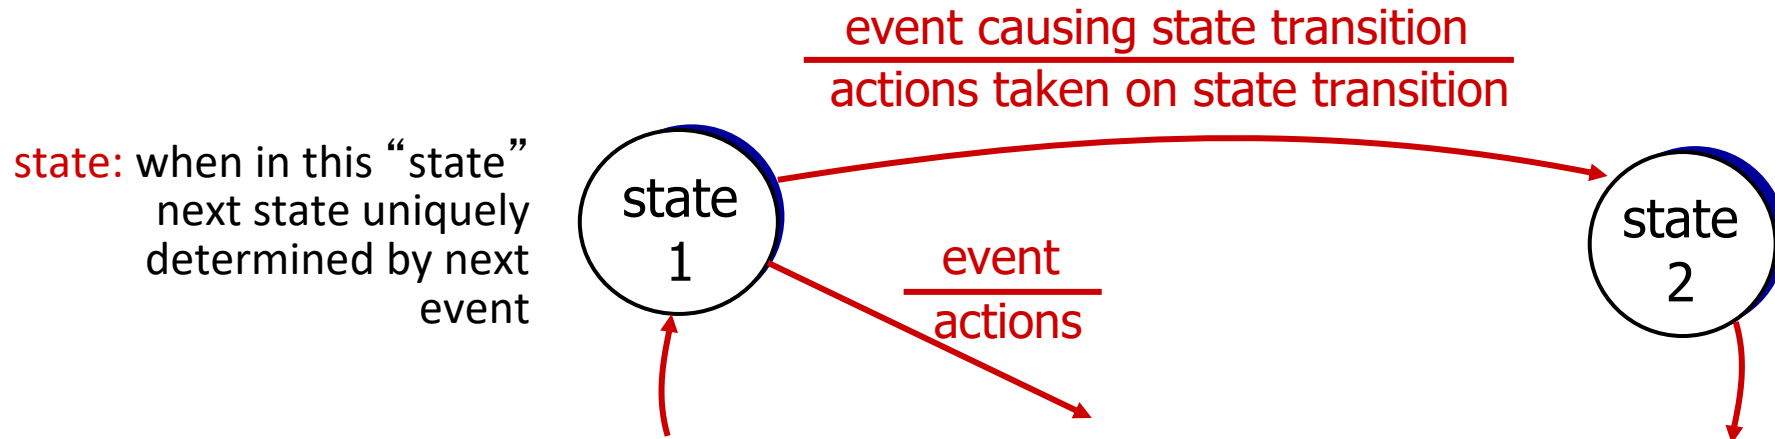 event causing state transition
actions taken on state transition
state: when in this “state”
next state uniquely
determined by next
event
state
1
event
actions
state
2